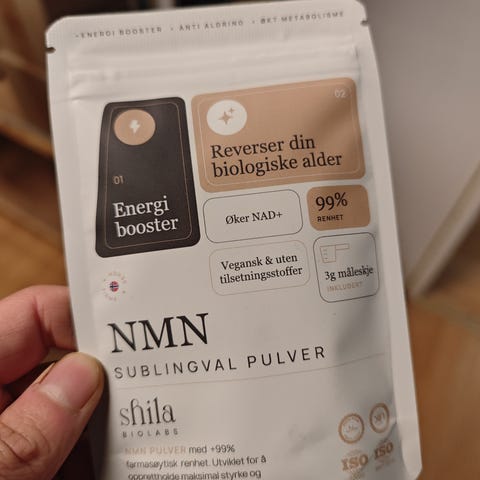 • ENERGI BOOSTER • ANTI ALDRING • ØKT METABOLISME
01
Energi
booster
02
Reverser din
biologiske alder
Øker NAD+
99%
RENHET
Vegansk & uten
tilsetningsstoffer
3g måleskje
INKLUDERT
NMN
SUBLINGVAL PULVER
shila
BIOLABS
NMN PULVER med +99%
farmasøytisk renhet. Utviklet for å
opprettholde maksimal styrke og
ISO ISO